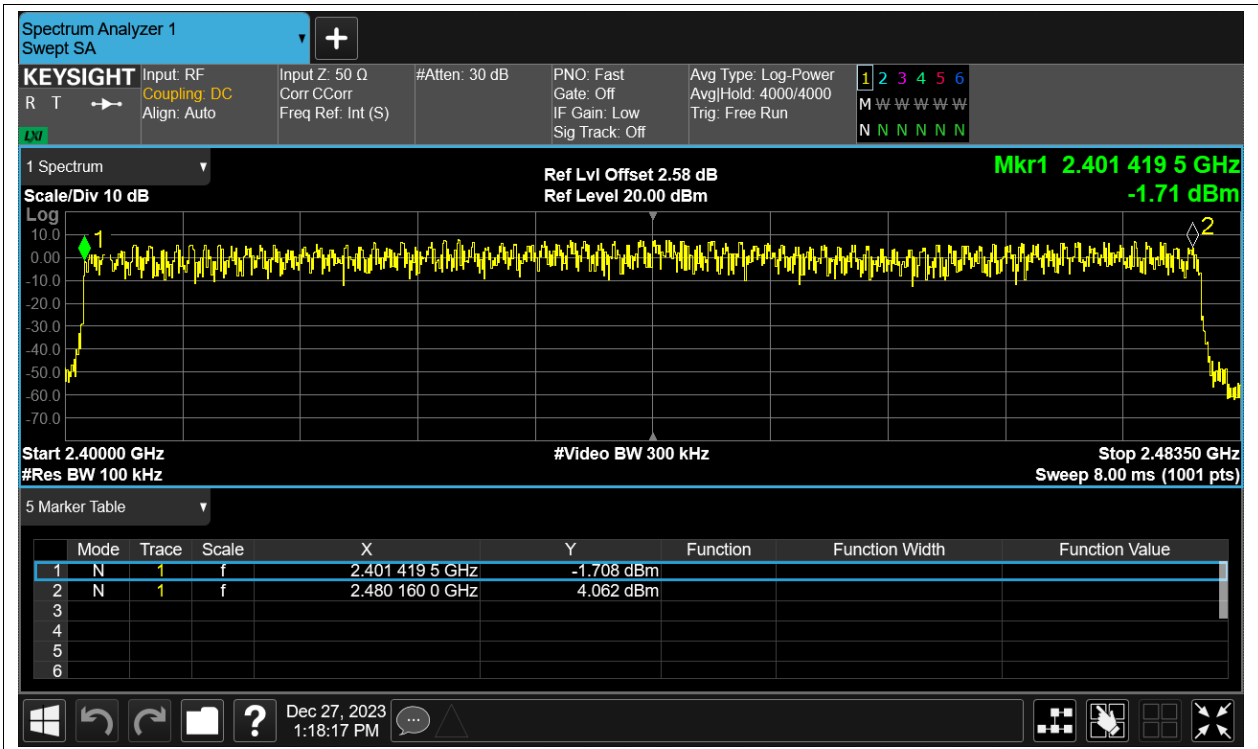 Spectrum Analyzer 1
Swept SA
KEYSIGHT
R T
LXI
Input: RF
Coupling: DC
Align: Auto
Input Z: 50 Ω
Corr CCorr
Freq Ref: Int (S)
#Atten: 30 dB
PNO: Fast
Gate: Off
IF Gain: Low
Sig Track: Off
Avg Type: Log-Power
Avg|Hold: 4000/4000
Trig: Free Run
1 2 3 4 5 6
M W W W W W
N N N N N N
1 Spectrum
Scale/Div 10 dB
Ref Lvl Offset 2.58 dB
Ref Level 20.00 dBm
Mkr1 2.401 419 5 GHz
-1.71 dBm
Log
10.0
0.00
-10.0
-20.0
-30.0
-40.0
-50.0
-60.0
-70.0
1
2
Start 2.40000 GHz
#Res BW 100 kHz
#Video BW 300 kHz
Stop 2.48350 GHz
Sweep 8.00 ms (1001 pts)
5 Marker Table
Mode Trace Scale X Y Function Function Width Function Value
1 N 1 f 2.401 419 5 GHz -1.708 dBm
2 N 1 f 2.480 160 0 GHz 4.062 dBm
3
4
5
6
?
Dec 27, 2023
1:18:17 PM